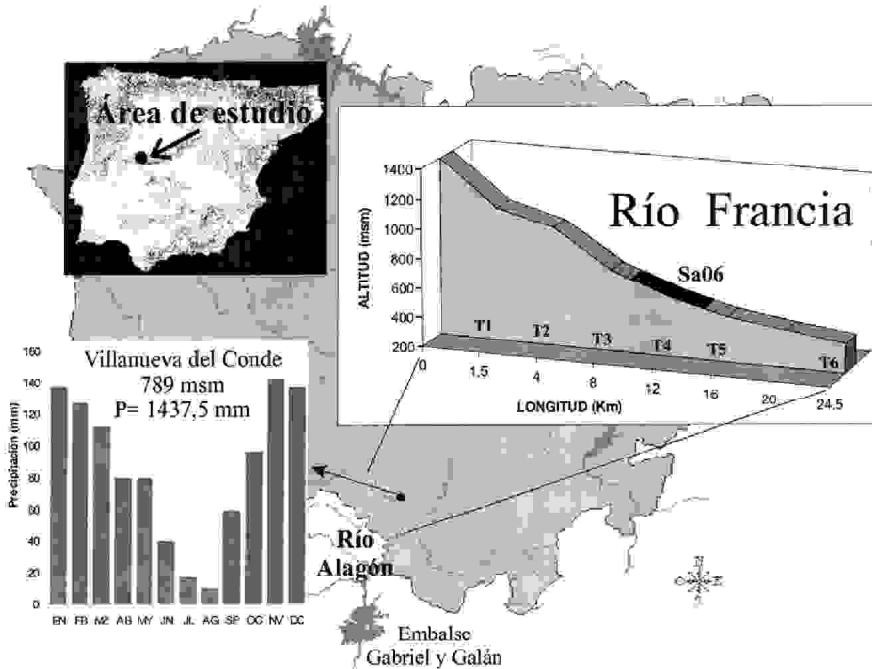 Área de estudio
Río Francia
ALTITUD (msm)
1400
1200
1000
800
600
400
200
Sa06
T1
T2
T3
T4
T5
T6
0
1.5
4
8
12
16
20
24.5
LONGITUD (Km)
Villanueva del Conde
789 msm
P= 1437,5 mm
Precipitación (mm)
160
140
120
100
80
60
40
20
0
EN FB MZ AB MY JN JL AG SP OC NV DC
Río
Alagón
Embalse
Gabriel y Galán
N